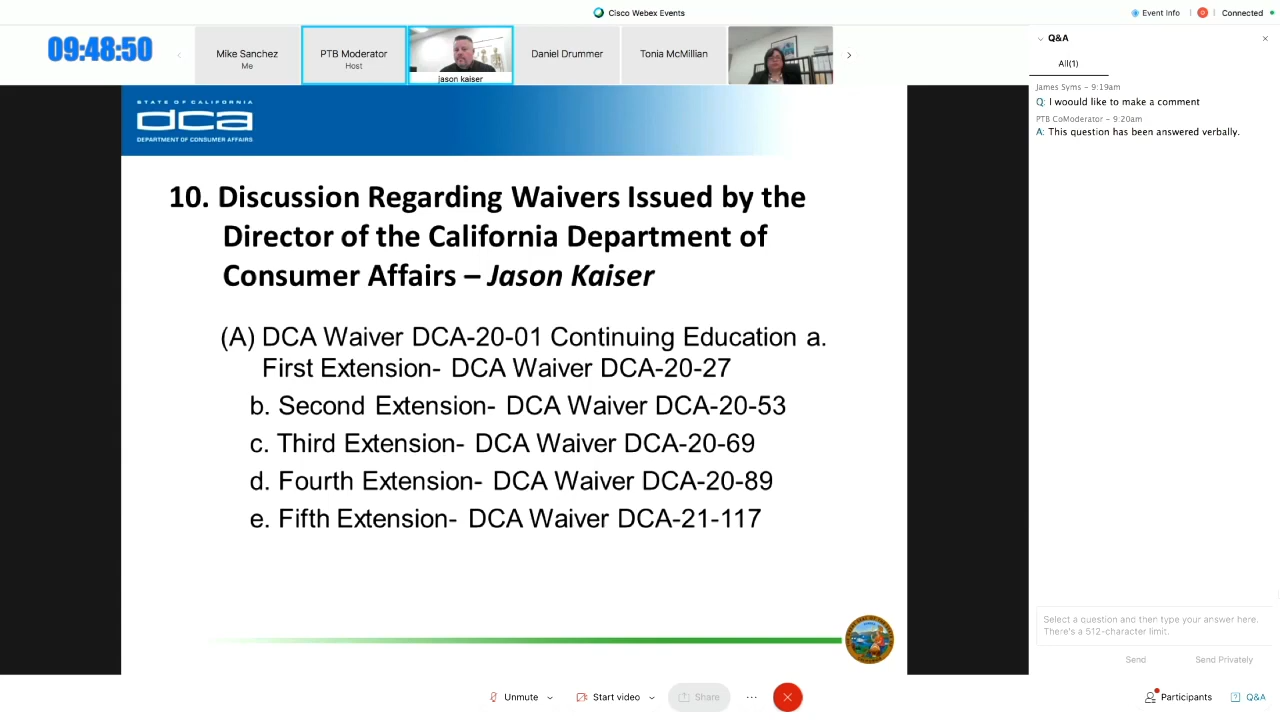 Cisco Webex Events
Event Info
Connected
09:48:50
Mike Sanchez
Me
PTB Moderator
Host
jason kaiser
Daniel Drummer
Tonia McMillian
Q&A
All(1)
James Syms – 9:19am
Q: I woould like to make a comment
PTB CoModerator – 9:20am
A: This question has been answered verbally.
STATE OF CALIFORNIA
dca
DEPARTMENT OF CONSUMER AFFAIRS
10. Discussion Regarding Waivers Issued by the
Director of the California Department of
Consumer Affairs – Jason Kaiser
(A) DCA Waiver DCA-20-01 Continuing Education a.
First Extension- DCA Waiver DCA-20-27
b. Second Extension- DCA Waiver DCA-20-53
c. Third Extension- DCA Waiver DCA-20-69
d. Fourth Extension- DCA Waiver DCA-20-89
e. Fifth Extension- DCA Waiver DCA-21-117
Select a question and then type your answer here.
There's a 512-character limit.
Send
Send Privately
Unmute
Start video
Share
Participants
Q&A